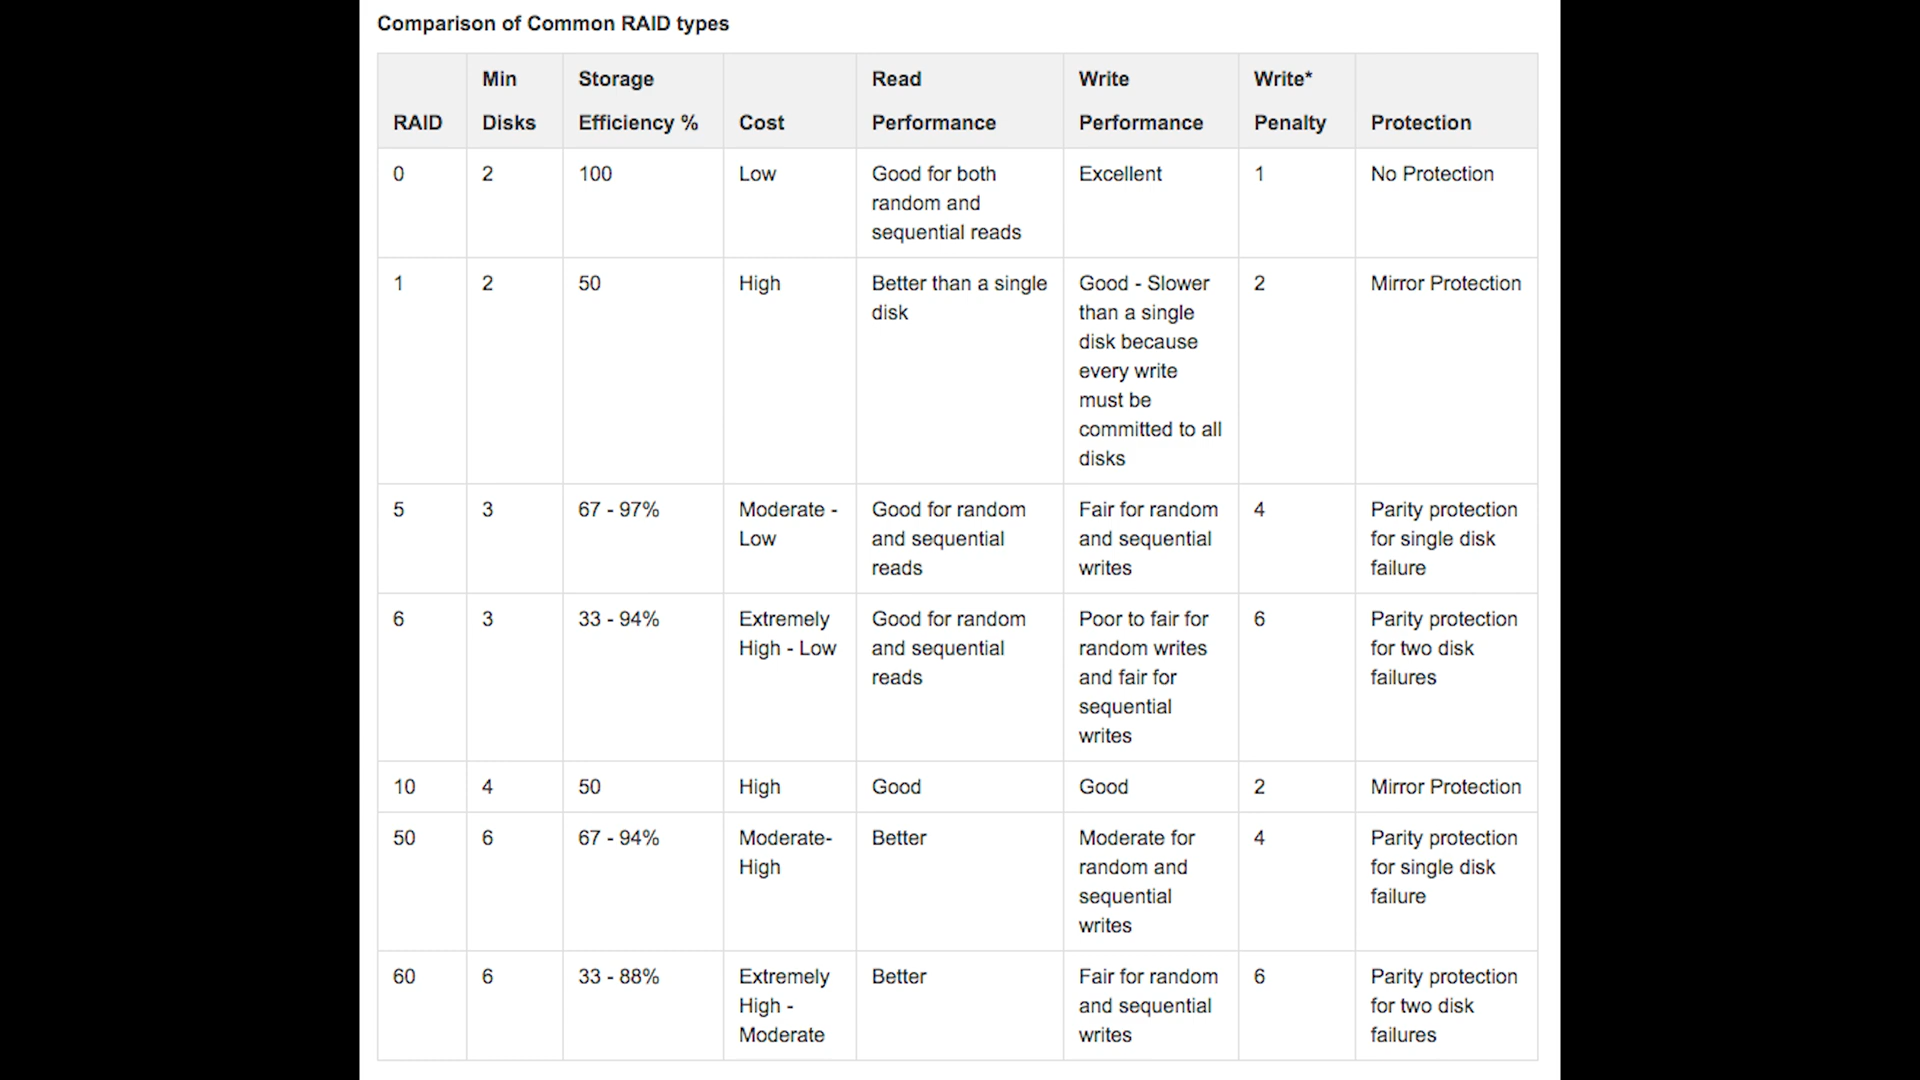 Comparison of Common RAID types
RAID Min Disks Storage Efficiency % Cost Read Performance Write Performance Write* Penalty Protection
0 2 100 Low Good for both random and sequential reads Excellent 1 No Protection
1 2 50 High Better than a single disk Good - Slower than a single disk because every write must be committed to all disks 2 Mirror Protection
5 3 67 - 97% Moderate - Low Good for random and sequential reads Fair for random and sequential writes 4 Parity protection for single disk failure
6 3 33 - 94% Extremely High - Low Good for random and sequential reads Poor to fair for random writes and fair for sequential writes 6 Parity protection for two disk failures
10 4 50 High Good Good 2 Mirror Protection
50 6 67 - 94% Moderate- High Better Moderate for random and sequential writes 4 Parity protection for single disk failure
60 6 33 - 88% Extremely High - Moderate Better Fair for random and sequential writes 6 Parity protection for two disk failures